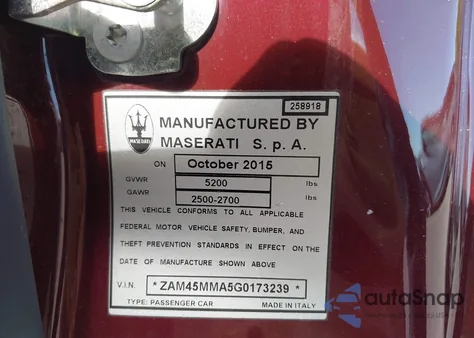 258918
MASERATI
MANUFACTURED BY
MASERATI S. p. A.
ON October 2015
GVWR 5200 lbs
GAWR 2500-2700 lbs
THIS VEHICLE CONFORMS TO ALL APPLICABLE
FEDERAL MOTOR VEHICLE SAFETY, BUMPER, AND
THEFT PREVENTION STANDARDS IN EFFECT ON THE
DATE OF MANUFACTURE SHOWN ABOVE
V.I.N. * ZAM45MMA5G0173239 *
TYPE: PASSENGER CAR MADE IN ITALY
autoSnap